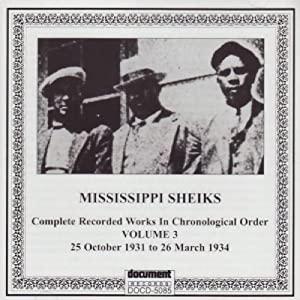 MISSISSIPPI SHEIKS
Complete Recorded Works In Chronological Order
VOLUME 3
25 October 1931 to 26 March 1934
document
RECORDS
DOCD-5085